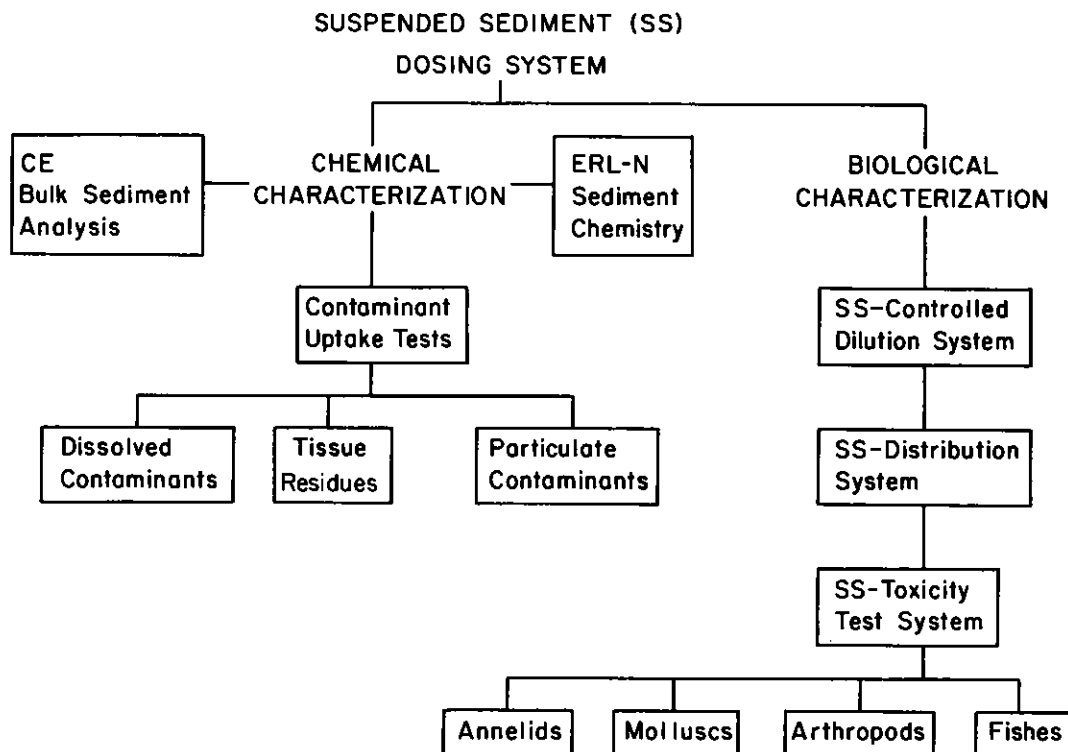 SUSPENDED SEDIMENT (SS)
DOSING SYSTEM
CE
Bulk Sediment
Analysis
CHEMICAL
CHARACTERIZATION
ERL-N
Sediment
Chemistry
BIOLOGICAL
CHARACTERIZATION
Contaminant
Uptake Tests
SS-Controlled
Dilution System
Dissolved
Contaminants
Tissue
Residues
Particulate
Contaminants
SS-Distribution
System
SS-Toxicity
Test System
Annelids
Molluscs
Arthropods
Fishes